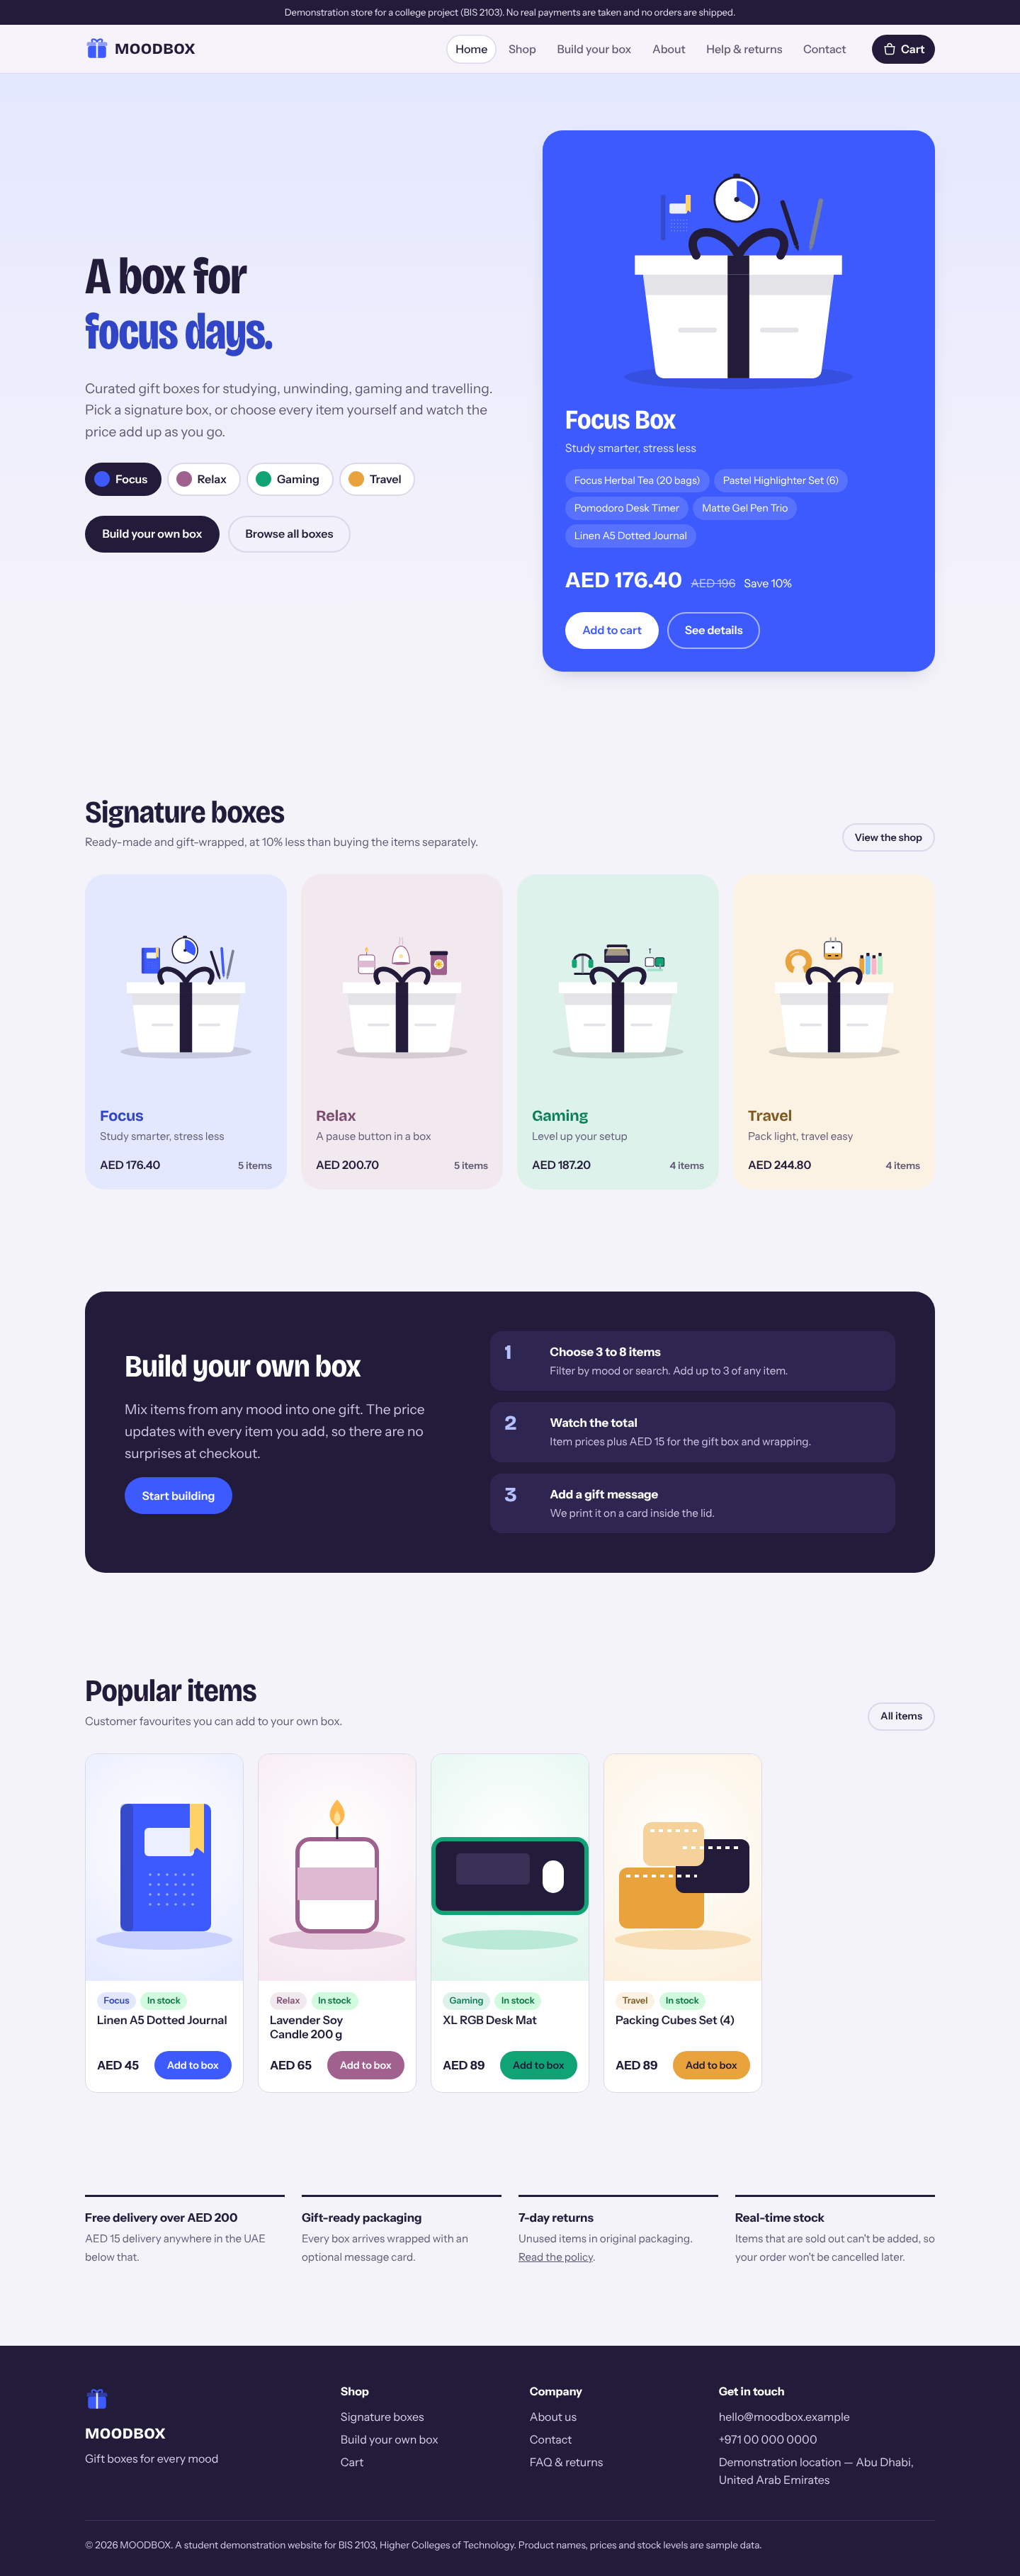 Demonstration store for a college project (BIS 2103). No real payments are taken and no orders are shipped.
MOODBOX
Home
Shop
Build your box
About
Help & returns
Contact
Cart
A box for
focus days.
Curated gift boxes for studying, unwinding, gaming and travelling.
Pick a signature box, or choose every item yourself and watch the
price add up as you go.
Focus
Relax
Gaming
Travel
Build your own box
Browse all boxes
Focus Box
Study smarter, stress less
Focus Herbal Tea (20 bags)
Pastel Highlighter Set (6)
Pomodoro Desk Timer
Matte Gel Pen Trio
Linen A5 Dotted Journal
AED 176.40 AED 196 Save 10%
Add to cart
See details
Signature boxes
Ready-made and gift-wrapped, at 10% less than buying the items separately.
View the shop
Focus
Study smarter, stress less
AED 176.40
5 items
Relax
A pause button in a box
AED 200.70
5 items
Gaming
Level up your setup
AED 187.20
4 items
Travel
Pack light, travel easy
AED 244.80
4 items
Build your own box
Mix items from any mood into one gift. The price
updates with every item you add, so there are no
surprises at checkout.
Start building
1
Choose 3 to 8 items
Filter by mood or search. Add up to 3 of any item.
2
Watch the total
Item prices plus AED 15 for the gift box and wrapping.
3
Add a gift message
We print it on a card inside the lid.
Popular items
Customer favourites you can add to your own box.
All items
Focus
In stock
Linen A5 Dotted Journal
AED 45
Add to box
Relax
In stock
Lavender Soy
Candle 200 g
AED 65
Add to box
Gaming
In stock
XL RGB Desk Mat
AED 89
Add to box
Travel
In stock
Packing Cubes Set (4)
AED 89
Add to box
Free delivery over AED 200
AED 15 delivery anywhere in the UAE
below that.
Gift-ready packaging
Every box arrives wrapped with an
optional message card.
7-day returns
Unused items in original packaging.
Read the policy.
Real-time stock
Items that are sold out can't be added, so
your order won't be cancelled later.
MOODBOX
Gift boxes for every mood
Shop
Signature boxes
Build your own box
Cart
Company
About us
Contact
FAQ & returns
Get in touch
hello@moodbox.example
+971 00 000 0000
Demonstration location — Abu Dhabi,
United Arab Emirates
© 2026 MOODBOX. A student demonstration website for BIS 2103, Higher Colleges of Technology. Product names, prices and stock levels are sample data.